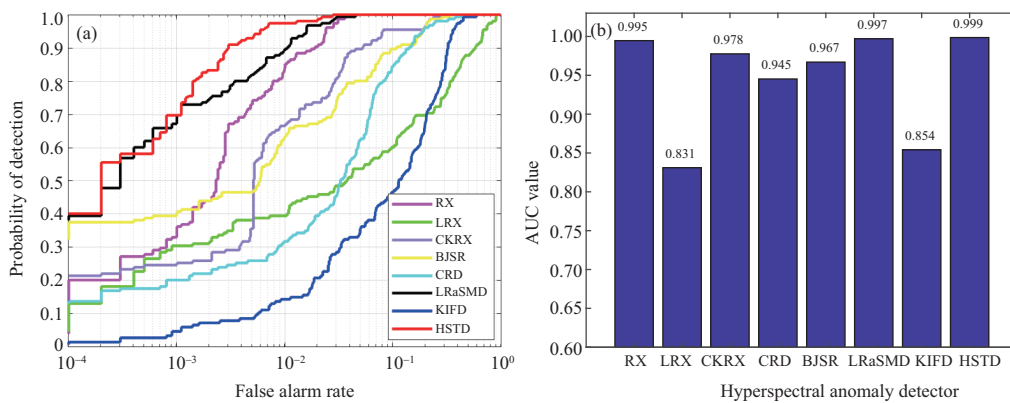 (a)
Probability of detection
1.0
0.9
0.8
0.7
0.6
0.5
0.4
0.3
0.2
0.1
0
10⁻⁴ 10⁻³ 10⁻² 10⁻¹ 10⁰
False alarm rate
RX
LRX
CKRX
BJSR
CRD
LRaSMD
KIFD
HSTD
(b)
AUC value
1.00
0.95
0.90
0.85
0.80
0.75
0.70
0.65
0.60
0.995 0.831 0.978 0.945 0.967 0.997 0.854 0.999
RX LRX CKRX CRD BJSR LRaSMD KIFD HSTD
Hyperspectral anomaly detector